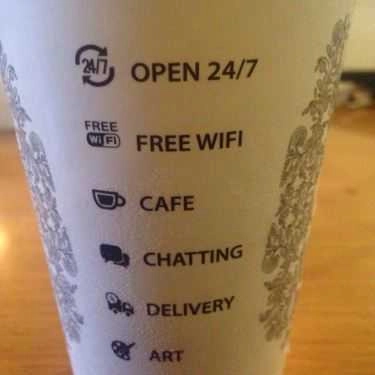 24/7 OPEN 24/7
FREE
WiFi FREE WIFI
CAFE
CHATTING
DELIVERY
ART